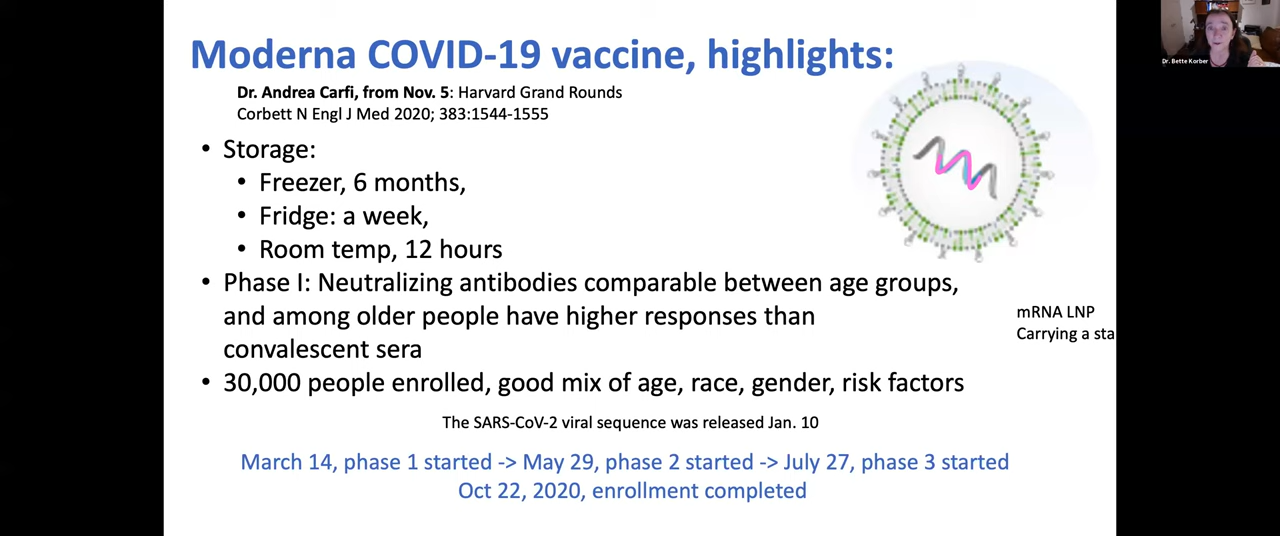 Moderna COVID-19 vaccine, highlights:
Dr. Andrea Carfi, from Nov. 5: Harvard Grand Rounds
Corbett N Engl J Med 2020; 383:1544-1555
• Storage:
• Freezer, 6 months,
• Fridge: a week,
• Room temp, 12 hours
• Phase I: Neutralizing antibodies comparable between age groups,
and among older people have higher responses than
convalescent sera
• 30,000 people enrolled, good mix of age, race, gender, risk factors
mRNA LNP
Carrying a sta
The SARS-CoV-2 viral sequence was released Jan. 10
March 14, phase 1 started -> May 29, phase 2 started -> July 27, phase 3 started
Oct 22, 2020, enrollment completed
Dr. Bette Korber